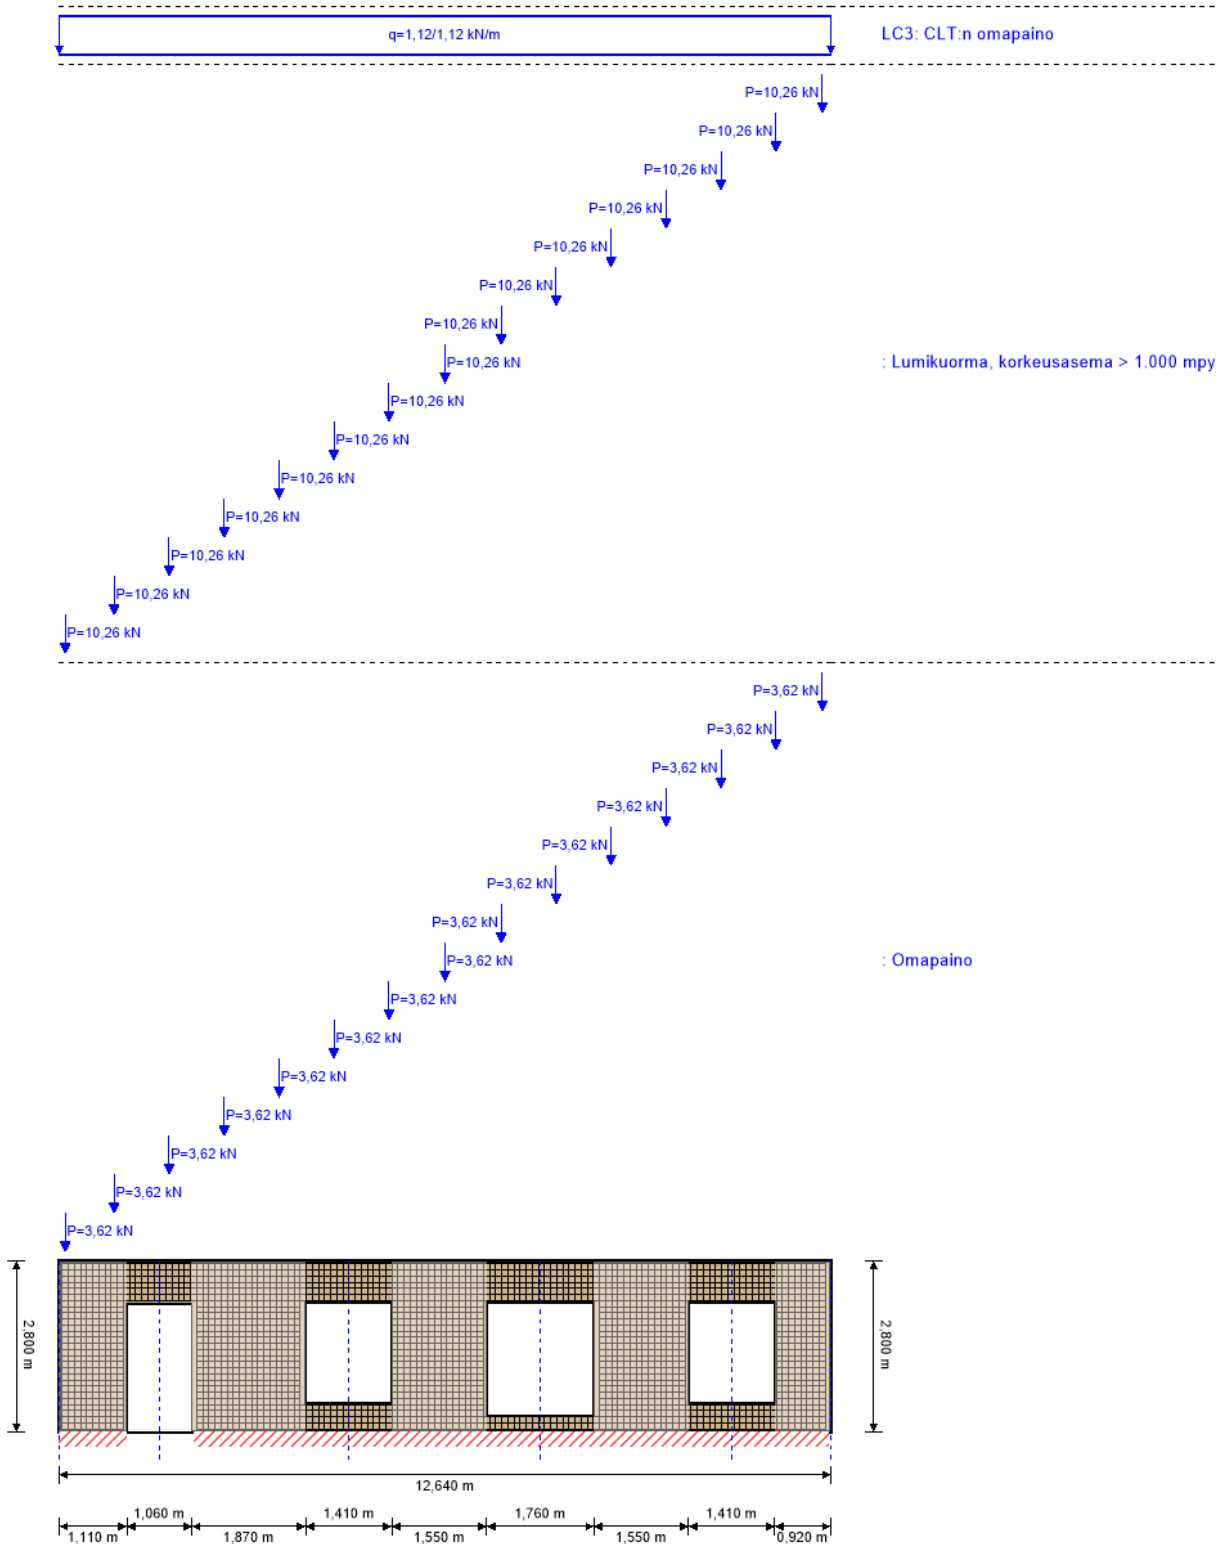 q=1,12/1,12 kN/m
LC3: CLT:n omapaino
P=10,26 kN
P=10,26 kN
P=10,26 kN
P=10,26 kN
P=10,26 kN
P=10,26 kN
P=10,26 kN
P=10,26 kN
: Lumikuorma, korkeusasema > 1.000 mpy
P=10,26 kN
P=10,26 kN
P=10,26 kN
P=10,26 kN
P=10,26 kN
P=10,26 kN
P=10,26 kN
P=3,62 kN
P=3,62 kN
P=3,62 kN
P=3,62 kN
P=3,62 kN
P=3,62 kN
P=3,62 kN
P=3,62 kN
: Omapaino
P=3,62 kN
P=3,62 kN
P=3,62 kN
P=3,62 kN
P=3,62 kN
P=3,62 kN
P=3,62 kN
2,800 m
2,800 m
12,640 m
1,060 m
1,410 m
1,760 m
1,410 m
1,110 m
1,870 m
1,550 m
1,550 m
0,920 m